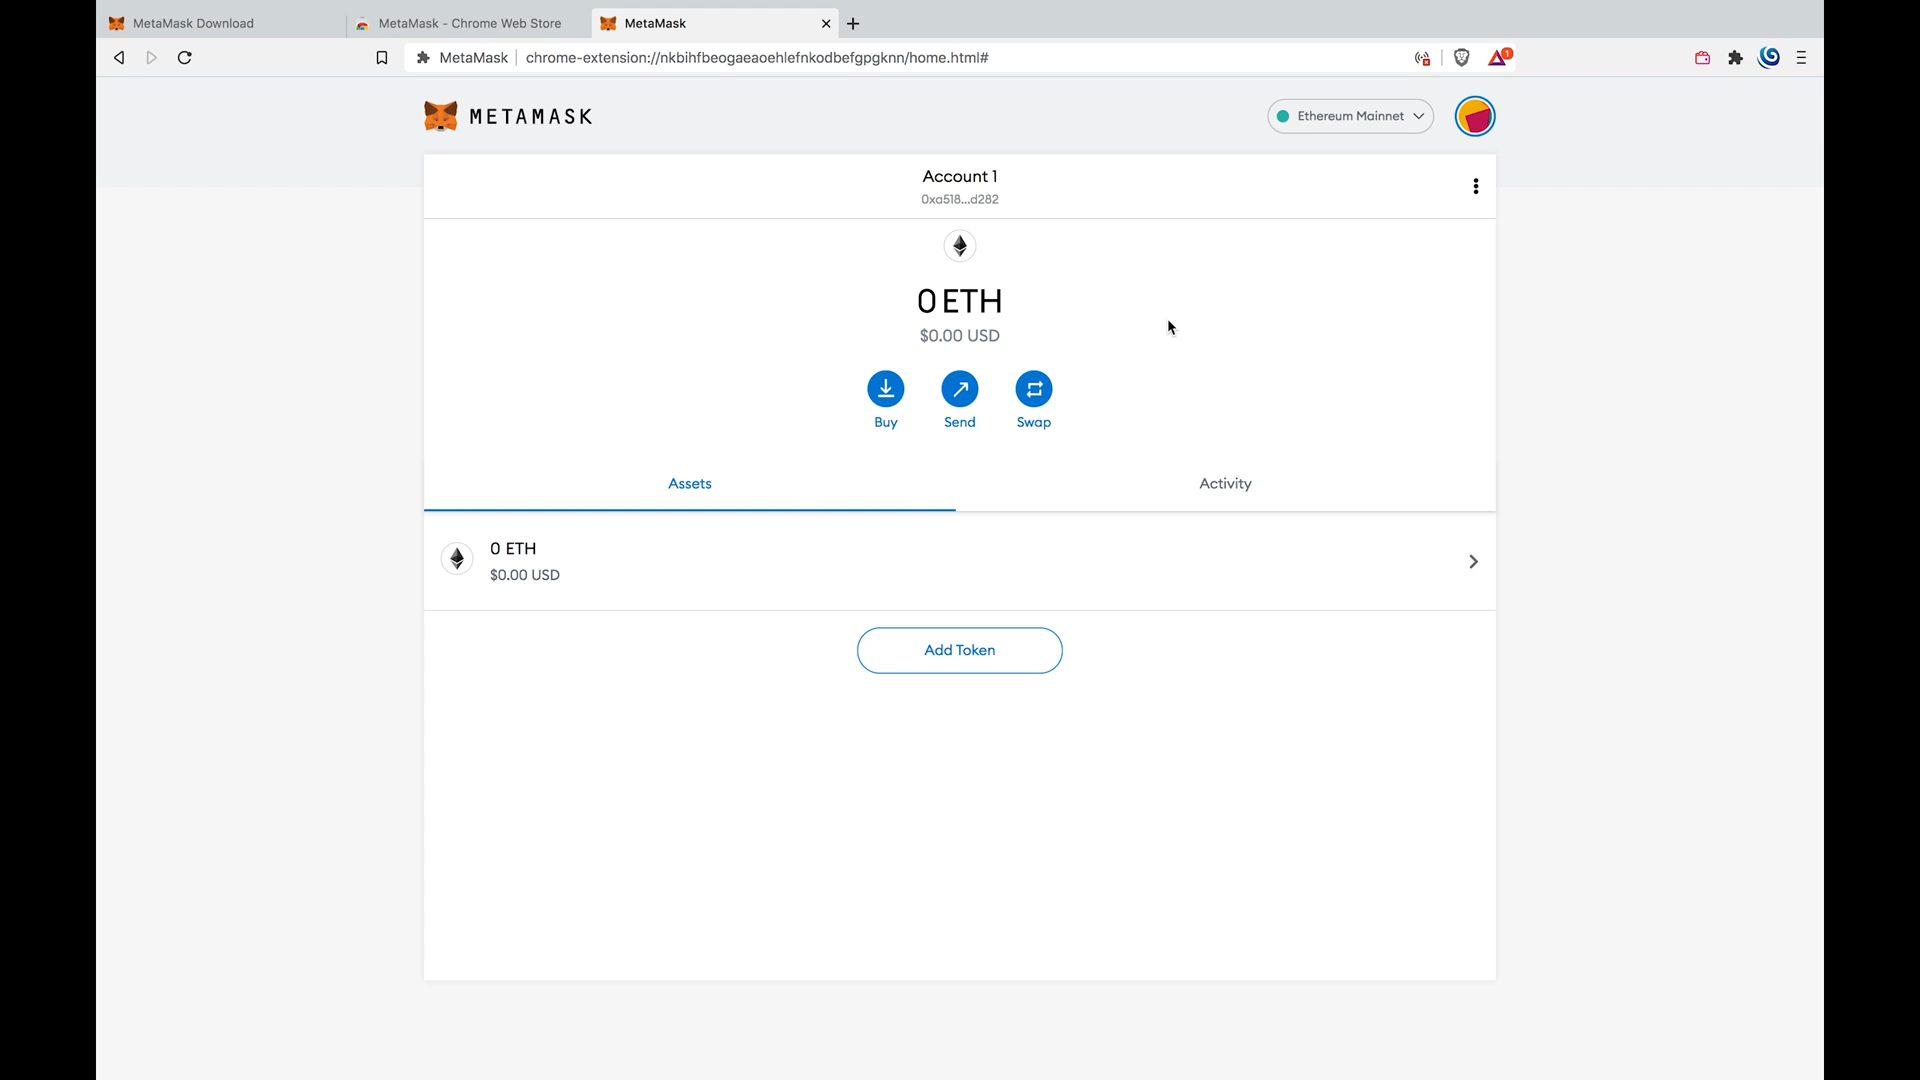 MetaMask Download
MetaMask - Chrome Web Store
MetaMask
MetaMask
chrome-extension://nkbihfbeogaeaoehlefnkodbefgpgknn/home.html#
1
METAMASK
Ethereum Mainnet
Account 1
0xa518...d282
0 ETH
$0.00 USD
Buy
Send
Swap
Assets
Activity
0 ETH
$0.00 USD
Add Token